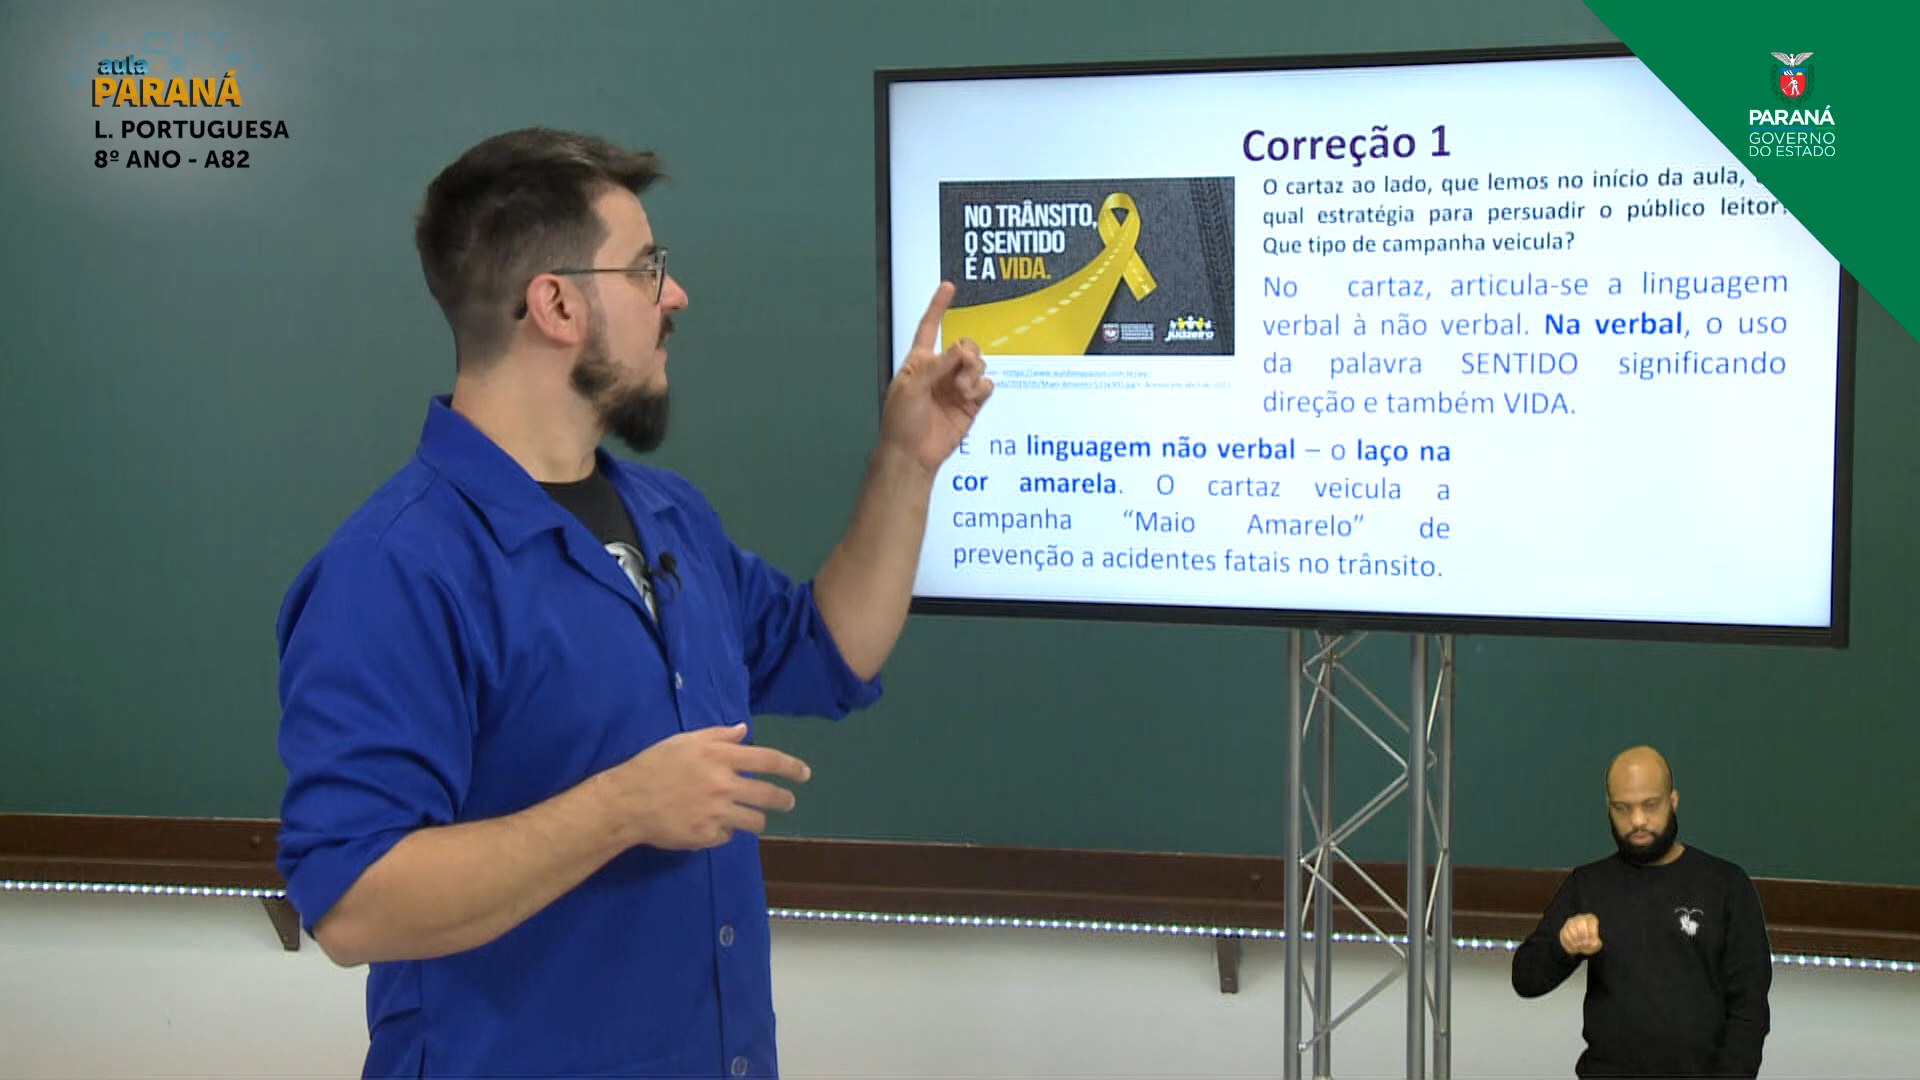 aula
PARANÁ
L. PORTUGUESA
8º ANO - A82
PARANÁ
GOVERNO
DO ESTADO
Correção 1
O cartaz ao lado, que lemos no início da aula,
qual estratégia para persuadir o público leitor?
Que tipo de campanha veicula?
NO TRÂNSITO,
O SENTIDO
É A VIDA.
Juazeiro
No cartaz, articula-se a linguagem
verbal à não verbal. Na verbal, o uso
da palavra SENTIDO significando
direção e também VIDA.
E na linguagem não verbal – o laço na
cor amarela. O cartaz veicula a
campanha “Maio Amarelo” de
prevenção a acidentes fatais no trânsito.